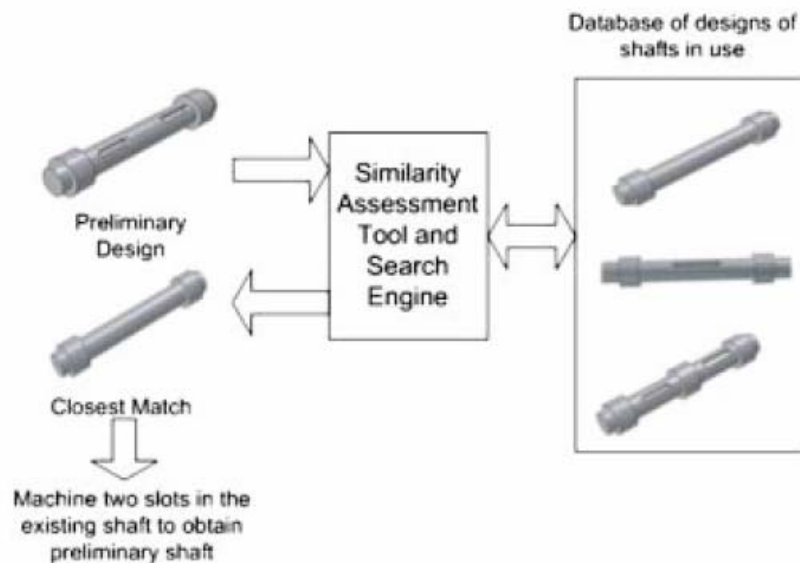 Database of designs of
shafts in use
Preliminary
Design
Similarity
Assessment
Tool and
Search
Engine
Closest Match
Machine two slots in the
existing shaft to obtain
preliminary shaft